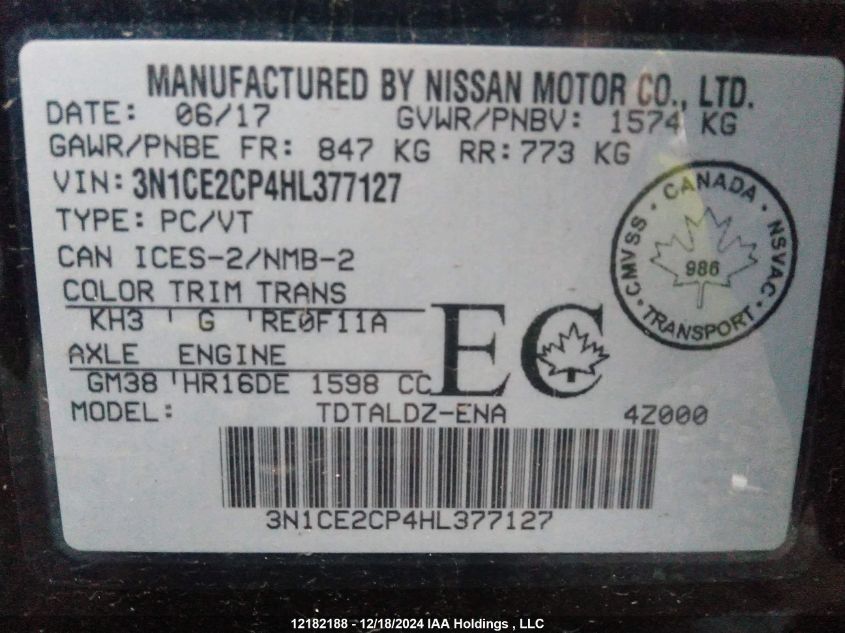 MANUFACTURED BY NISSAN MOTOR CO., LTD.
DATE: 06/17 GVWR/PNBV: 1574 KG
GAWR/PNBE FR: 847 KG RR: 773 KG
VIN: 3N1CE2CP4HL377127
TYPE: PC/VT
CAN ICES-2/NMB-2
COLOR TRIM TRANS
KH3 ' G 'RE0F11A
AXLE ENGINE
GM38 'HR16DE 1598 CC
EC
CANADA · NSVAC · TRANSPORT · CMVSS ·
986
MODEL: TDTALDZ-ENA 4Z000
3N1CE2CP4HL377127
12182188 - 12/18/2024 IAA Holdings , LLC